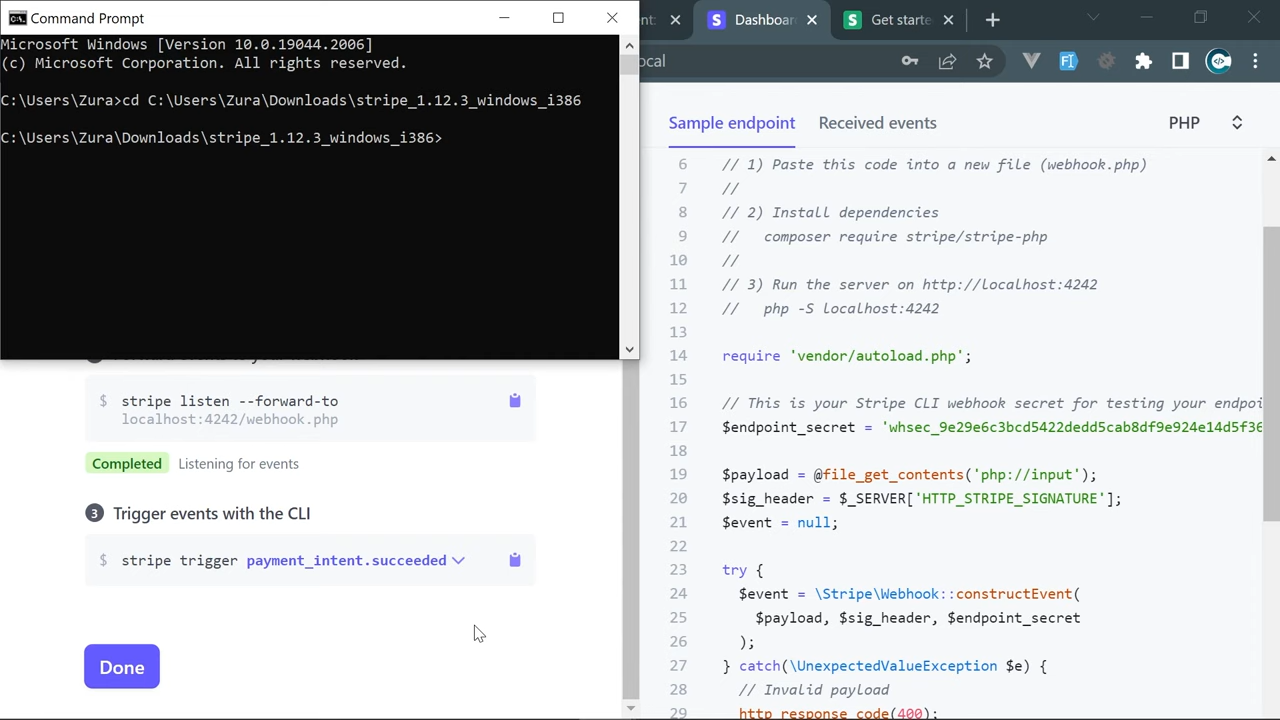 Command Prompt
Microsoft Windows [Version 10.0.19044.2006]
(c) Microsoft Corporation. All rights reserved.
C:\Users\Zura>cd C:\Users\Zura\Downloads\stripe_1.12.3_windows_i386
C:\Users\Zura\Downloads\stripe_1.12.3_windows_i386>
$ stripe listen --forward-to
localhost:4242/webhook.php
Completed Listening for events
3 Trigger events with the CLI
$ stripe trigger payment_intent.succeeded
Done
Dashboa
Get starte
ocal
Sample endpoint Received events PHP
6 // 1) Paste this code into a new file (webhook.php)
7 //
8 // 2) Install dependencies
9 // composer require stripe/stripe-php
10 //
11 // 3) Run the server on http://localhost:4242
12 // php -S localhost:4242
13
14 require 'vendor/autoload.php';
15
16 // This is your Stripe CLI webhook secret for testing your endpoi
17 $endpoint_secret = 'whsec_9e29e6c3bcd5422dedd5cab8df9e924e14d5f36
18
19 $payload = @file_get_contents('php://input');
20 $sig_header = $_SERVER['HTTP_STRIPE_SIGNATURE'];
21 $event = null;
22
23 try {
24 $event = \Stripe\Webhook::constructEvent(
25 $payload, $sig_header, $endpoint_secret
26 );
27 } catch(\UnexpectedValueException $e) {
28 // Invalid payload
29 http_response_code(400);